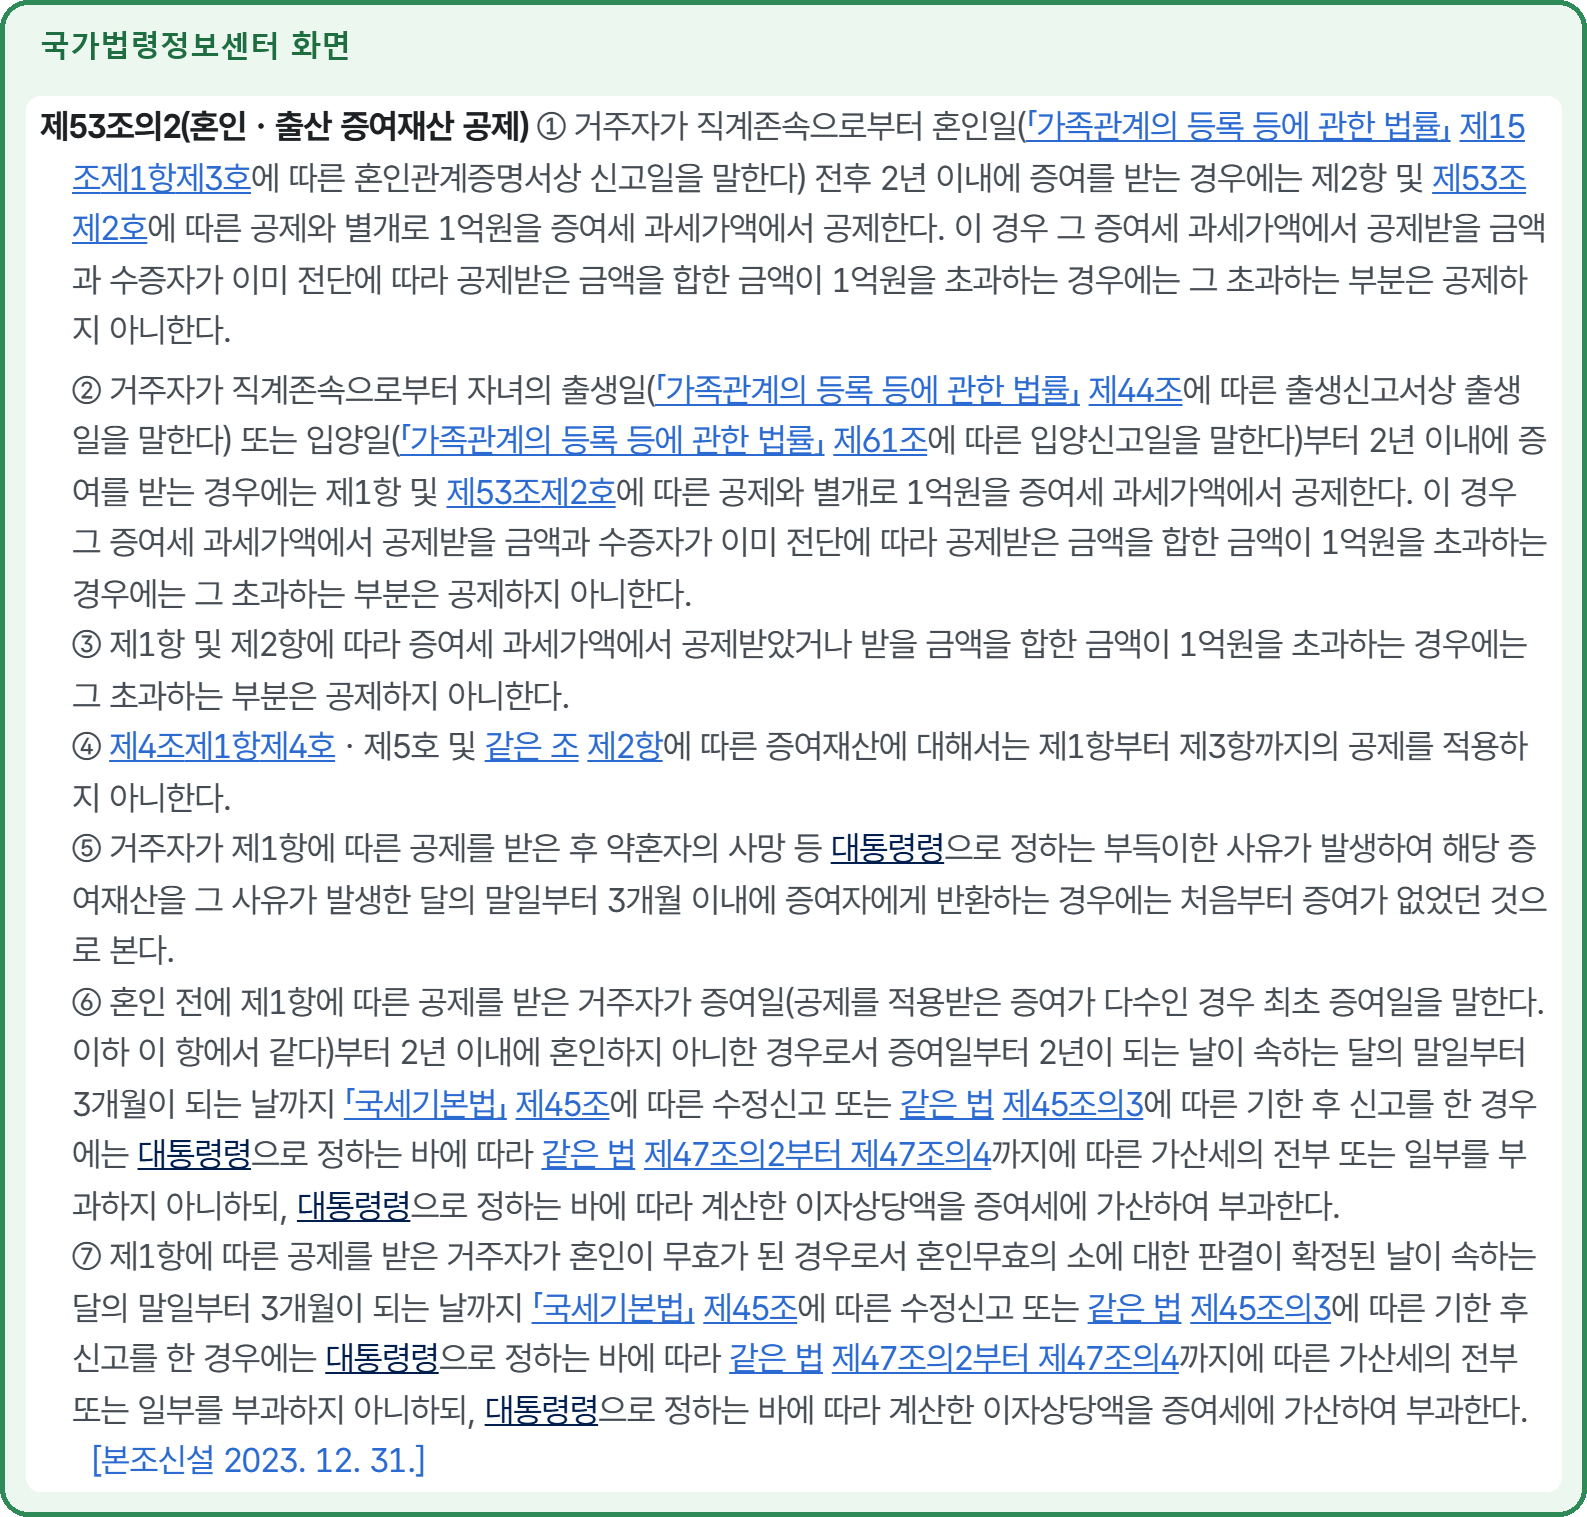 국가법령정보센터 화면
제53조의2(혼인ㆍ출산 증여재산 공제) ① 거주자가 직계존속으로부터 혼인일(「가족관계의 등록 등에 관한 법률」 제15
조제1항제3호에 따른 혼인관계증명서상 신고일을 말한다) 전후 2년 이내에 증여를 받는 경우에는 제2항 및 제53조
제2호에 따른 공제와 별개로 1억원을 증여세 과세가액에서 공제한다. 이 경우 그 증여세 과세가액에서 공제받을 금액
과 수증자가 이미 전단에 따라 공제받은 금액을 합한 금액이 1억원을 초과하는 경우에는 그 초과하는 부분은 공제하
지 아니한다.
② 거주자가 직계존속으로부터 자녀의 출생일(「가족관계의 등록 등에 관한 법률」 제44조에 따른 출생신고서상 출생
일을 말한다) 또는 입양일(「가족관계의 등록 등에 관한 법률」 제61조에 따른 입양신고일을 말한다)부터 2년 이내에 증
여를 받는 경우에는 제1항 및 제53조제2호에 따른 공제와 별개로 1억원을 증여세 과세가액에서 공제한다. 이 경우
그 증여세 과세가액에서 공제받을 금액과 수증자가 이미 전단에 따라 공제받은 금액을 합한 금액이 1억원을 초과하는
경우에는 그 초과하는 부분은 공제하지 아니한다.
③ 제1항 및 제2항에 따라 증여세 과세가액에서 공제받았거나 받을 금액을 합한 금액이 1억원을 초과하는 경우에는
그 초과하는 부분은 공제하지 아니한다.
④ 제4조제1항제4호ㆍ제5호 및 같은 조 제2항에 따른 증여재산에 대해서는 제1항부터 제3항까지의 공제를 적용하
지 아니한다.
⑤ 거주자가 제1항에 따른 공제를 받은 후 약혼자의 사망 등 대통령령으로 정하는 부득이한 사유가 발생하여 해당 증
여재산을 그 사유가 발생한 달의 말일부터 3개월 이내에 증여자에게 반환하는 경우에는 처음부터 증여가 없었던 것으
로 본다.
⑥ 혼인 전에 제1항에 따른 공제를 받은 거주자가 증여일(공제를 적용받은 증여가 다수인 경우 최초 증여일을 말한다.
이하 이 항에서 같다)부터 2년 이내에 혼인하지 아니한 경우로서 증여일부터 2년이 되는 날이 속하는 달의 말일부터
3개월이 되는 날까지 「국세기본법」 제45조에 따른 수정신고 또는 같은 법 제45조의3에 따른 기한 후 신고를 한 경우
에는 대통령령으로 정하는 바에 따라 같은 법 제47조의2부터 제47조의4까지에 따른 가산세의 전부 또는 일부를 부
과하지 아니하되, 대통령령으로 정하는 바에 따라 계산한 이자상당액을 증여세에 가산하여 부과한다.
⑦ 제1항에 따른 공제를 받은 거주자가 혼인이 무효가 된 경우로서 혼인무효의 소에 대한 판결이 확정된 날이 속하는
달의 말일부터 3개월이 되는 날까지 「국세기본법」 제45조에 따른 수정신고 또는 같은 법 제45조의3에 따른 기한 후
신고를 한 경우에는 대통령령으로 정하는 바에 따라 같은 법 제47조의2부터 제47조의4까지에 따른 가산세의 전부
또는 일부를 부과하지 아니하되, 대통령령으로 정하는 바에 따라 계산한 이자상당액을 증여세에 가산하여 부과한다.
[본조신설 2023. 12. 31.]